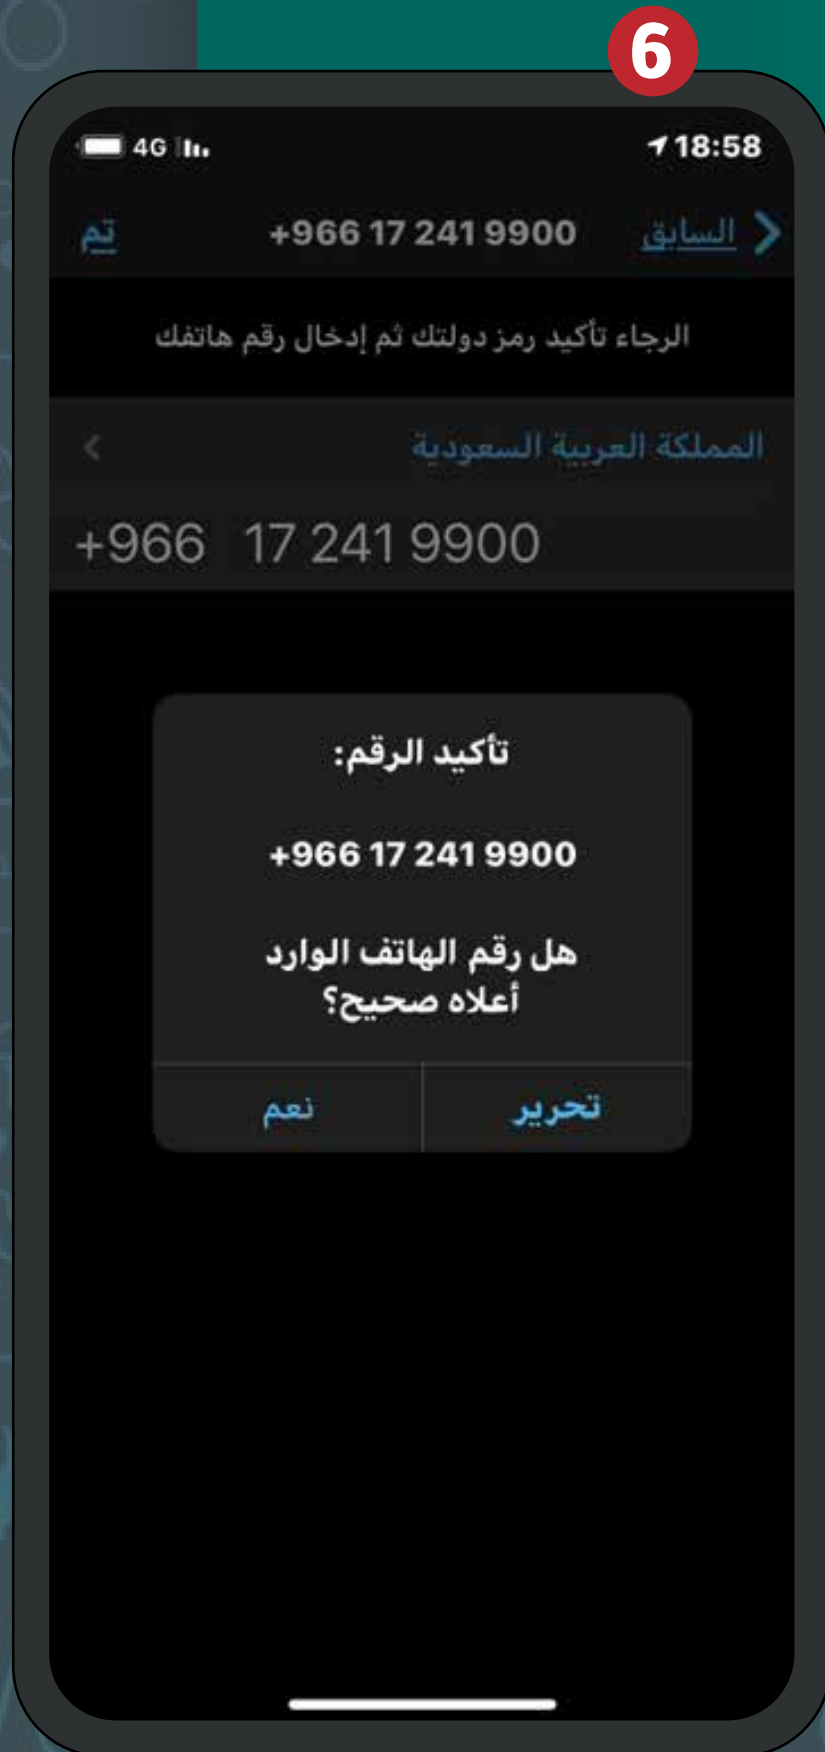 6
4G 18:58
السابق +966 17 241 9900 تم
الرجاء تأكيد رمز دولتك ثم إدخال رقم هاتفك
المملكة العربية السعودية
+966 17 241 9900
تأكيد الرقم:
+966 17 241 9900
هل رقم الهاتف الوارد
أعلاه صحيح؟
تحرير نعم